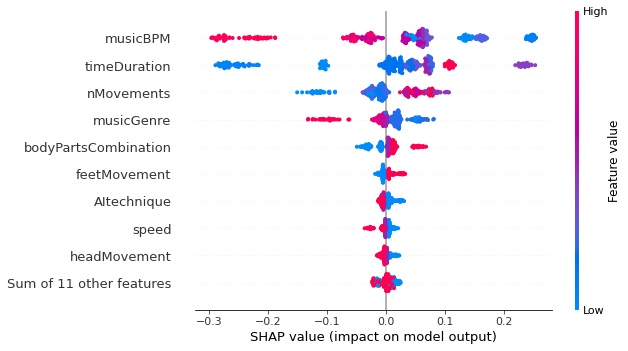 High
musicBPM
timeDuration
nMovements
musicGenre
bodyPartsCombination
feetMovement
AItechnique
speed
headMovement
Sum of 11 other features
Feature value
Low
−0.3 −0.2 −0.1 0.0 0.1 0.2
SHAP value (impact on model output)